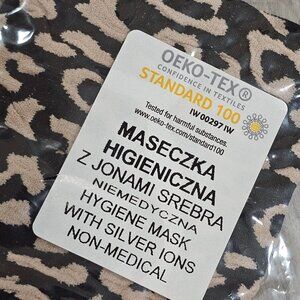 OEKO-TEX®
CONFIDENCE IN TEXTILES
STANDARD 100
IW 00297 IW
Tested for harmful substances.
www.oeko-tex.com/standard100
MASECZKA
HIGIENICZNA
Z JONAMI SREBRA
NIEMEDYCZNA
HYGIENE MASK
WITH SILVER IONS
NON-MEDICAL